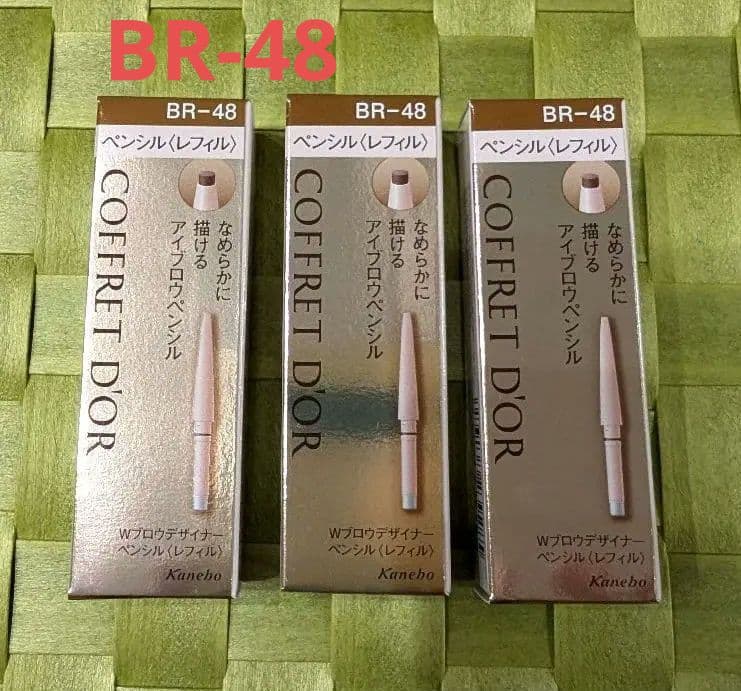 BR-48
BR-48
ペンシル〈レフィル〉
COFFRET D'OR
なめらかに
描ける
アイブロウペンシル
Wブロウデザイナー
ペンシル〈レフィル〉
Kanebo
BR-48
ペンシル〈レフィル〉
COFFRET D'OR
なめらかに
描ける
アイブロウペンシル
Wブロウデザイナー
ペンシル〈レフィル〉
Kanebo
BR-48
ペンシル〈レフィル〉
COFFRET D'OR
なめらかに
描ける
アイブロウペンシル
Wブロウデザイナー
ペンシル〈レフィル〉
Kanebo